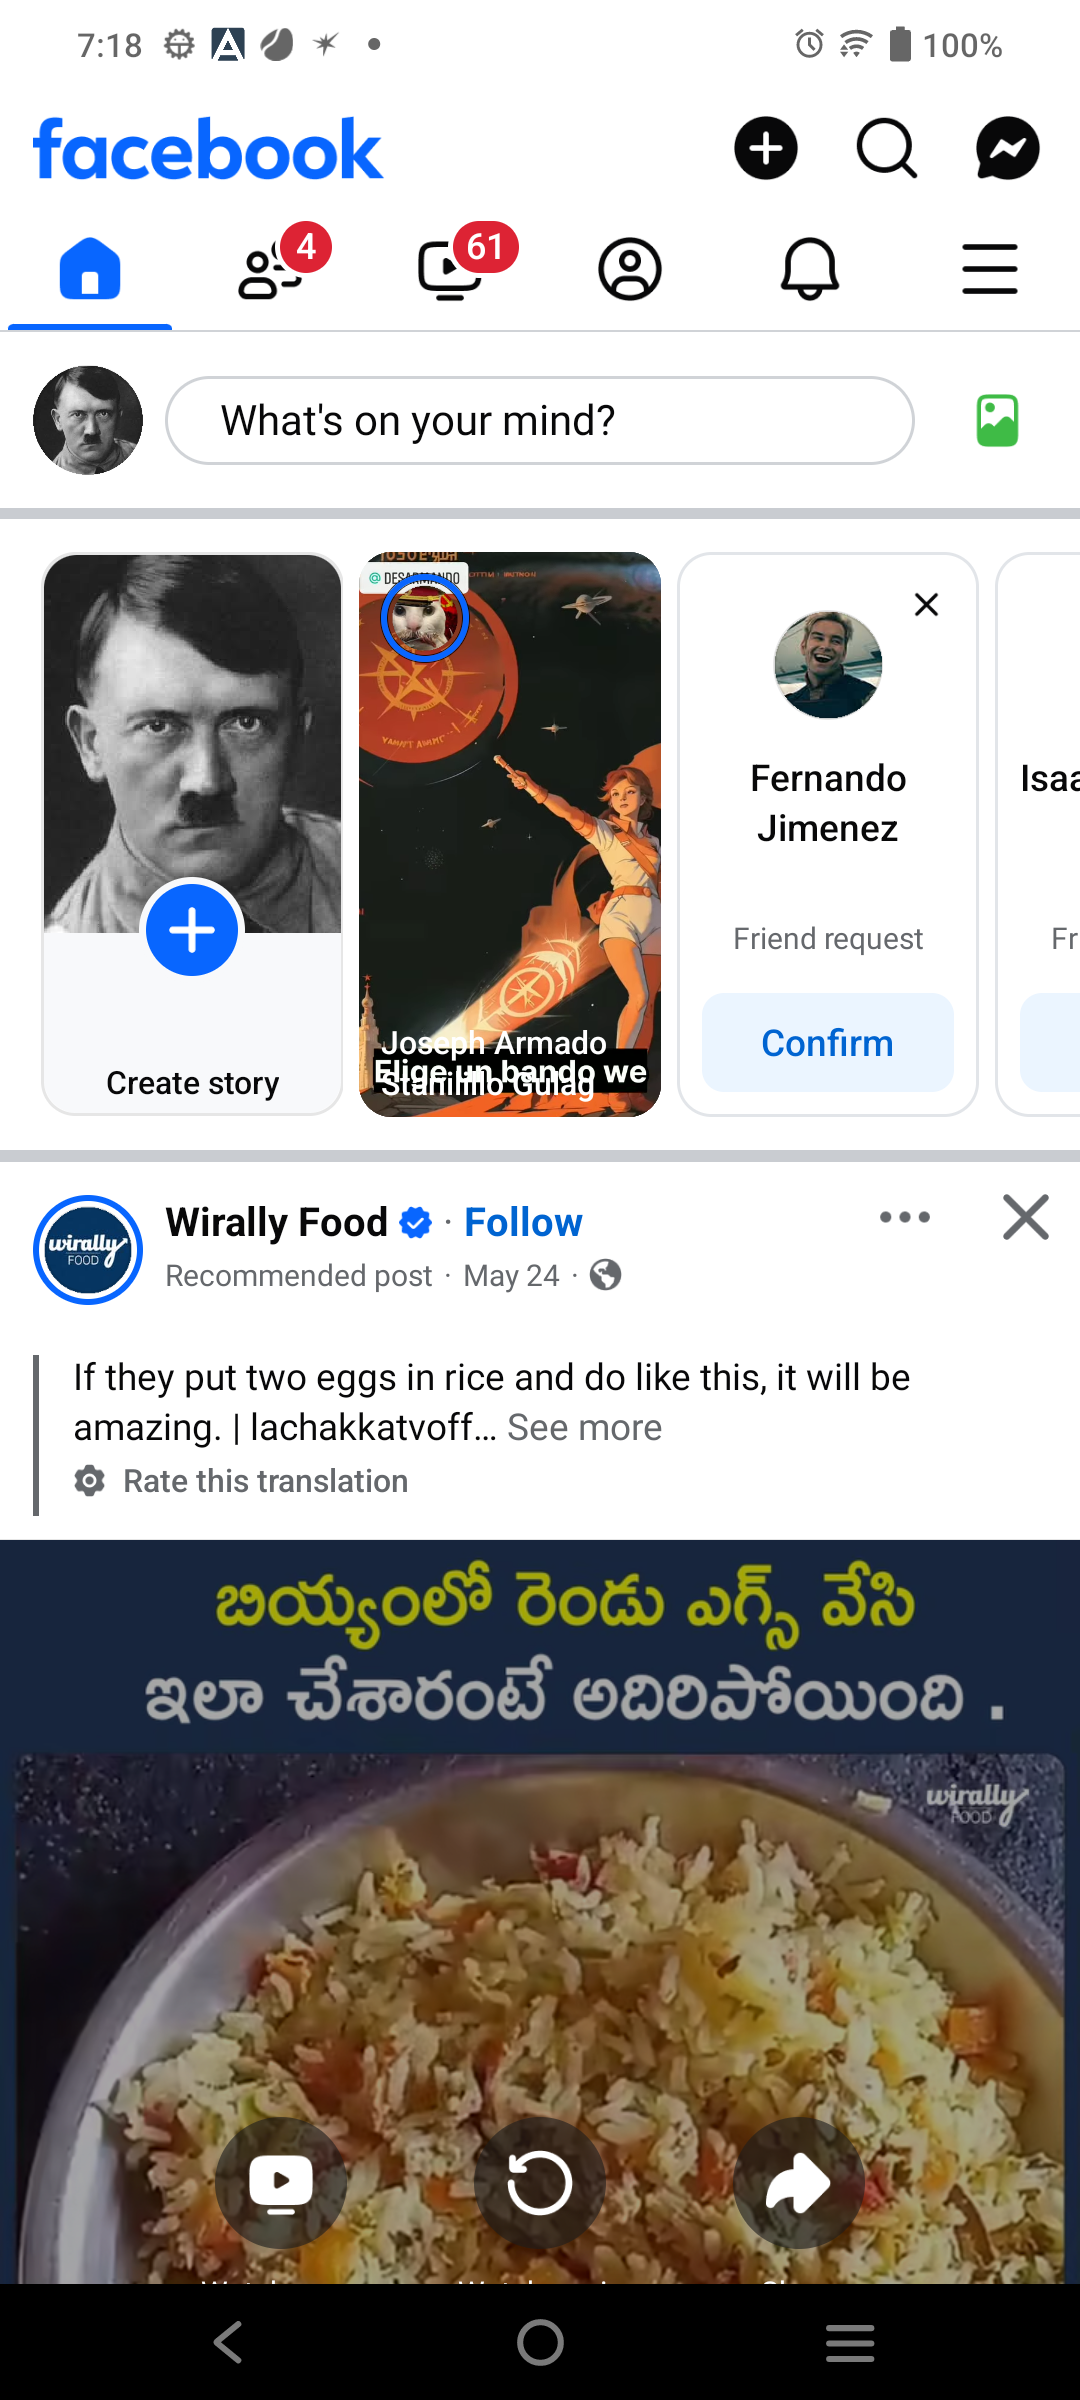 7:18
100%
facebook
4
61
What's on your mind?
@ DESARMANDO
Joseph Armado
Elige un bando we
Gulag
Create story
Fernando
Jimenez
Friend request
Confirm
Isaa
Fr
Wirally Food · Follow
Recommended post · May 24 ·
wirally
FOOD
If they put two eggs in rice and do like this, it will be
amazing. | lachakkatvoff... See more
Rate this translation
బియ్యంలో రెండు ఎగ్స్ వేసి
ఇలా చేశారంటే అదిరిపోయింది .
wirally
FOOD